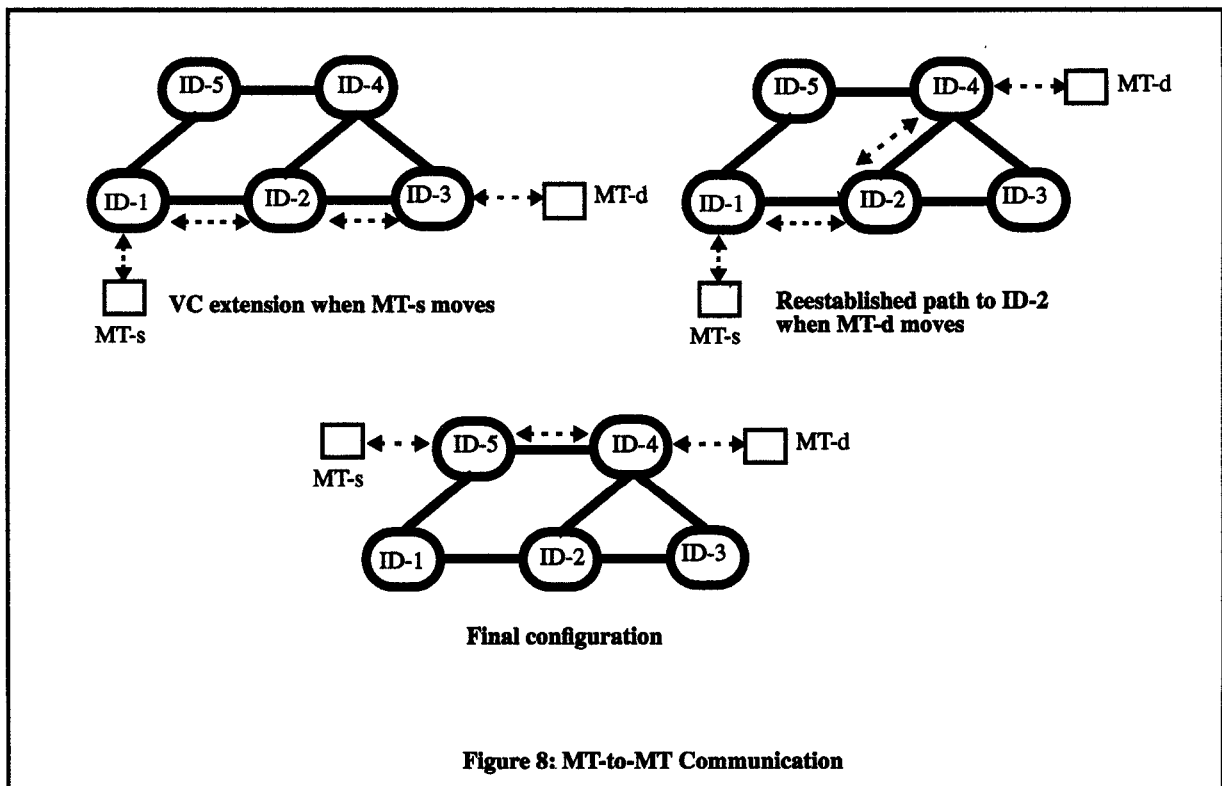 ID-5
ID-4
ID-1
ID-2
ID-3
MT-d
MT-s
VC extension when MT-s moves
ID-5
ID-4
MT-d
ID-1
ID-2
ID-3
MT-s
Reestablished path to ID-2
when MT-d moves
MT-s
ID-5
ID-4
MT-d
ID-1
ID-2
ID-3
Final configuration
Figure 8: MT-to-MT Communication